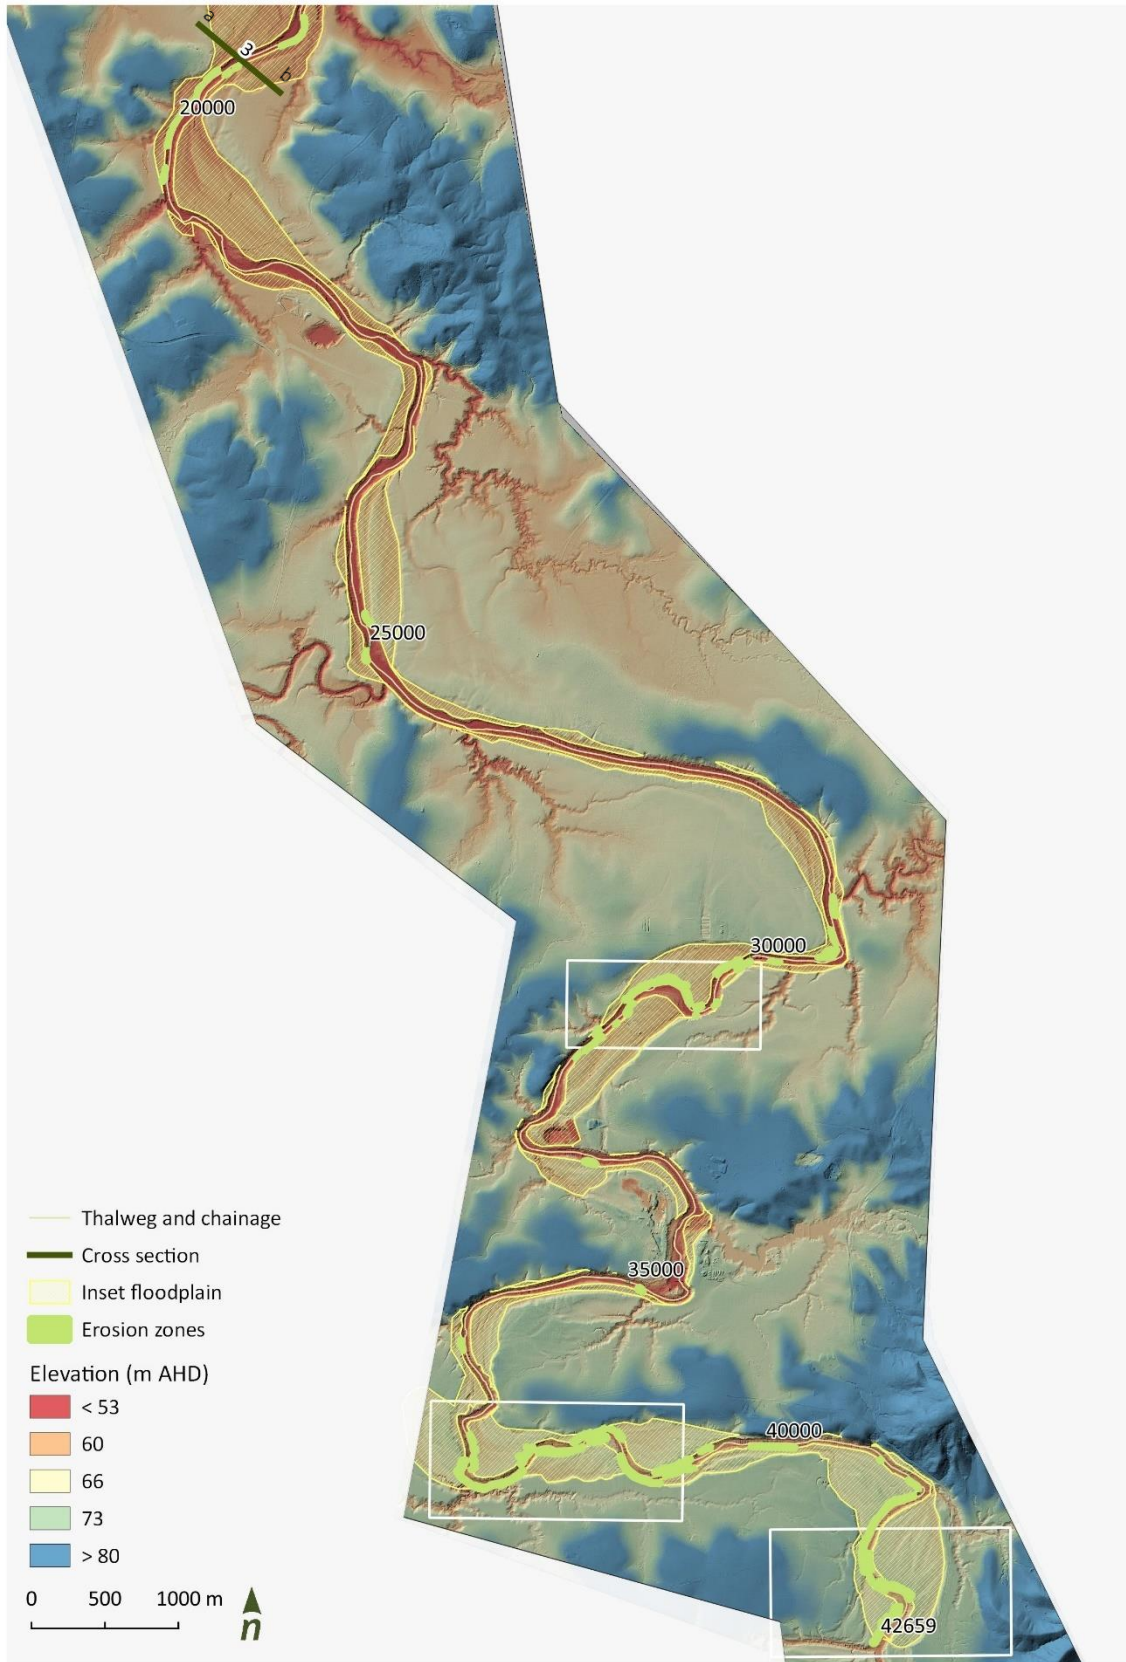 a
3
b
20000
25000
30000
35000
40000
42659
Thalweg and chainage
Cross section
Inset floodplain
Erosion zones
Elevation (m AHD)
< 53
60
66
73
> 80
0 500 1000 m
n